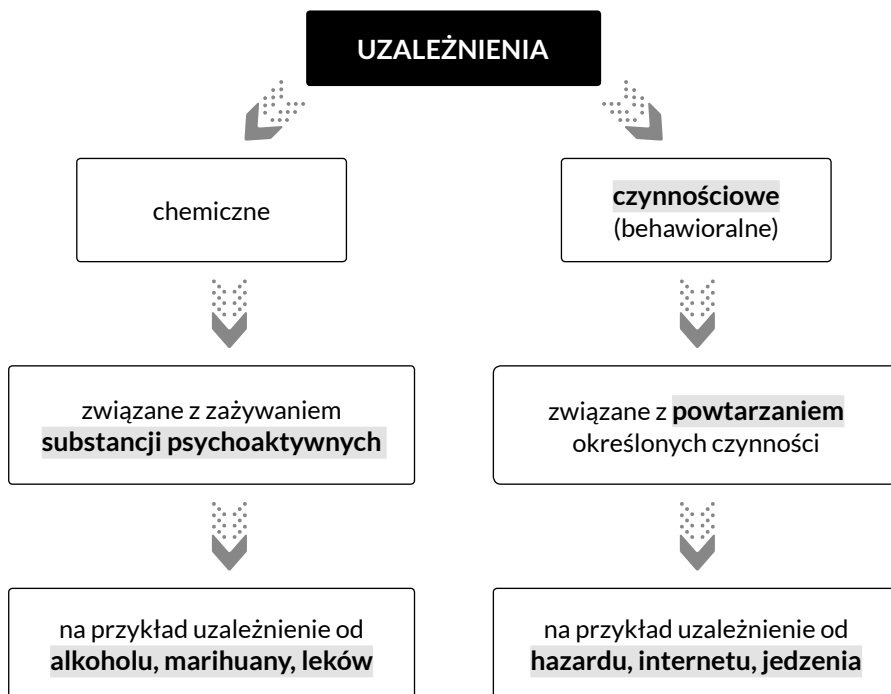 UZALEŻNIENIA
chemiczne
czynnościowe
(behawioralne)
związane z zażywaniem
substancji psychoaktywnych
związane z powtarzaniem
określonych czynności
na przykład uzależnienie od
alkoholu, marihuany, leków
na przykład uzależnienie od
hazardu, internetu, jedzenia